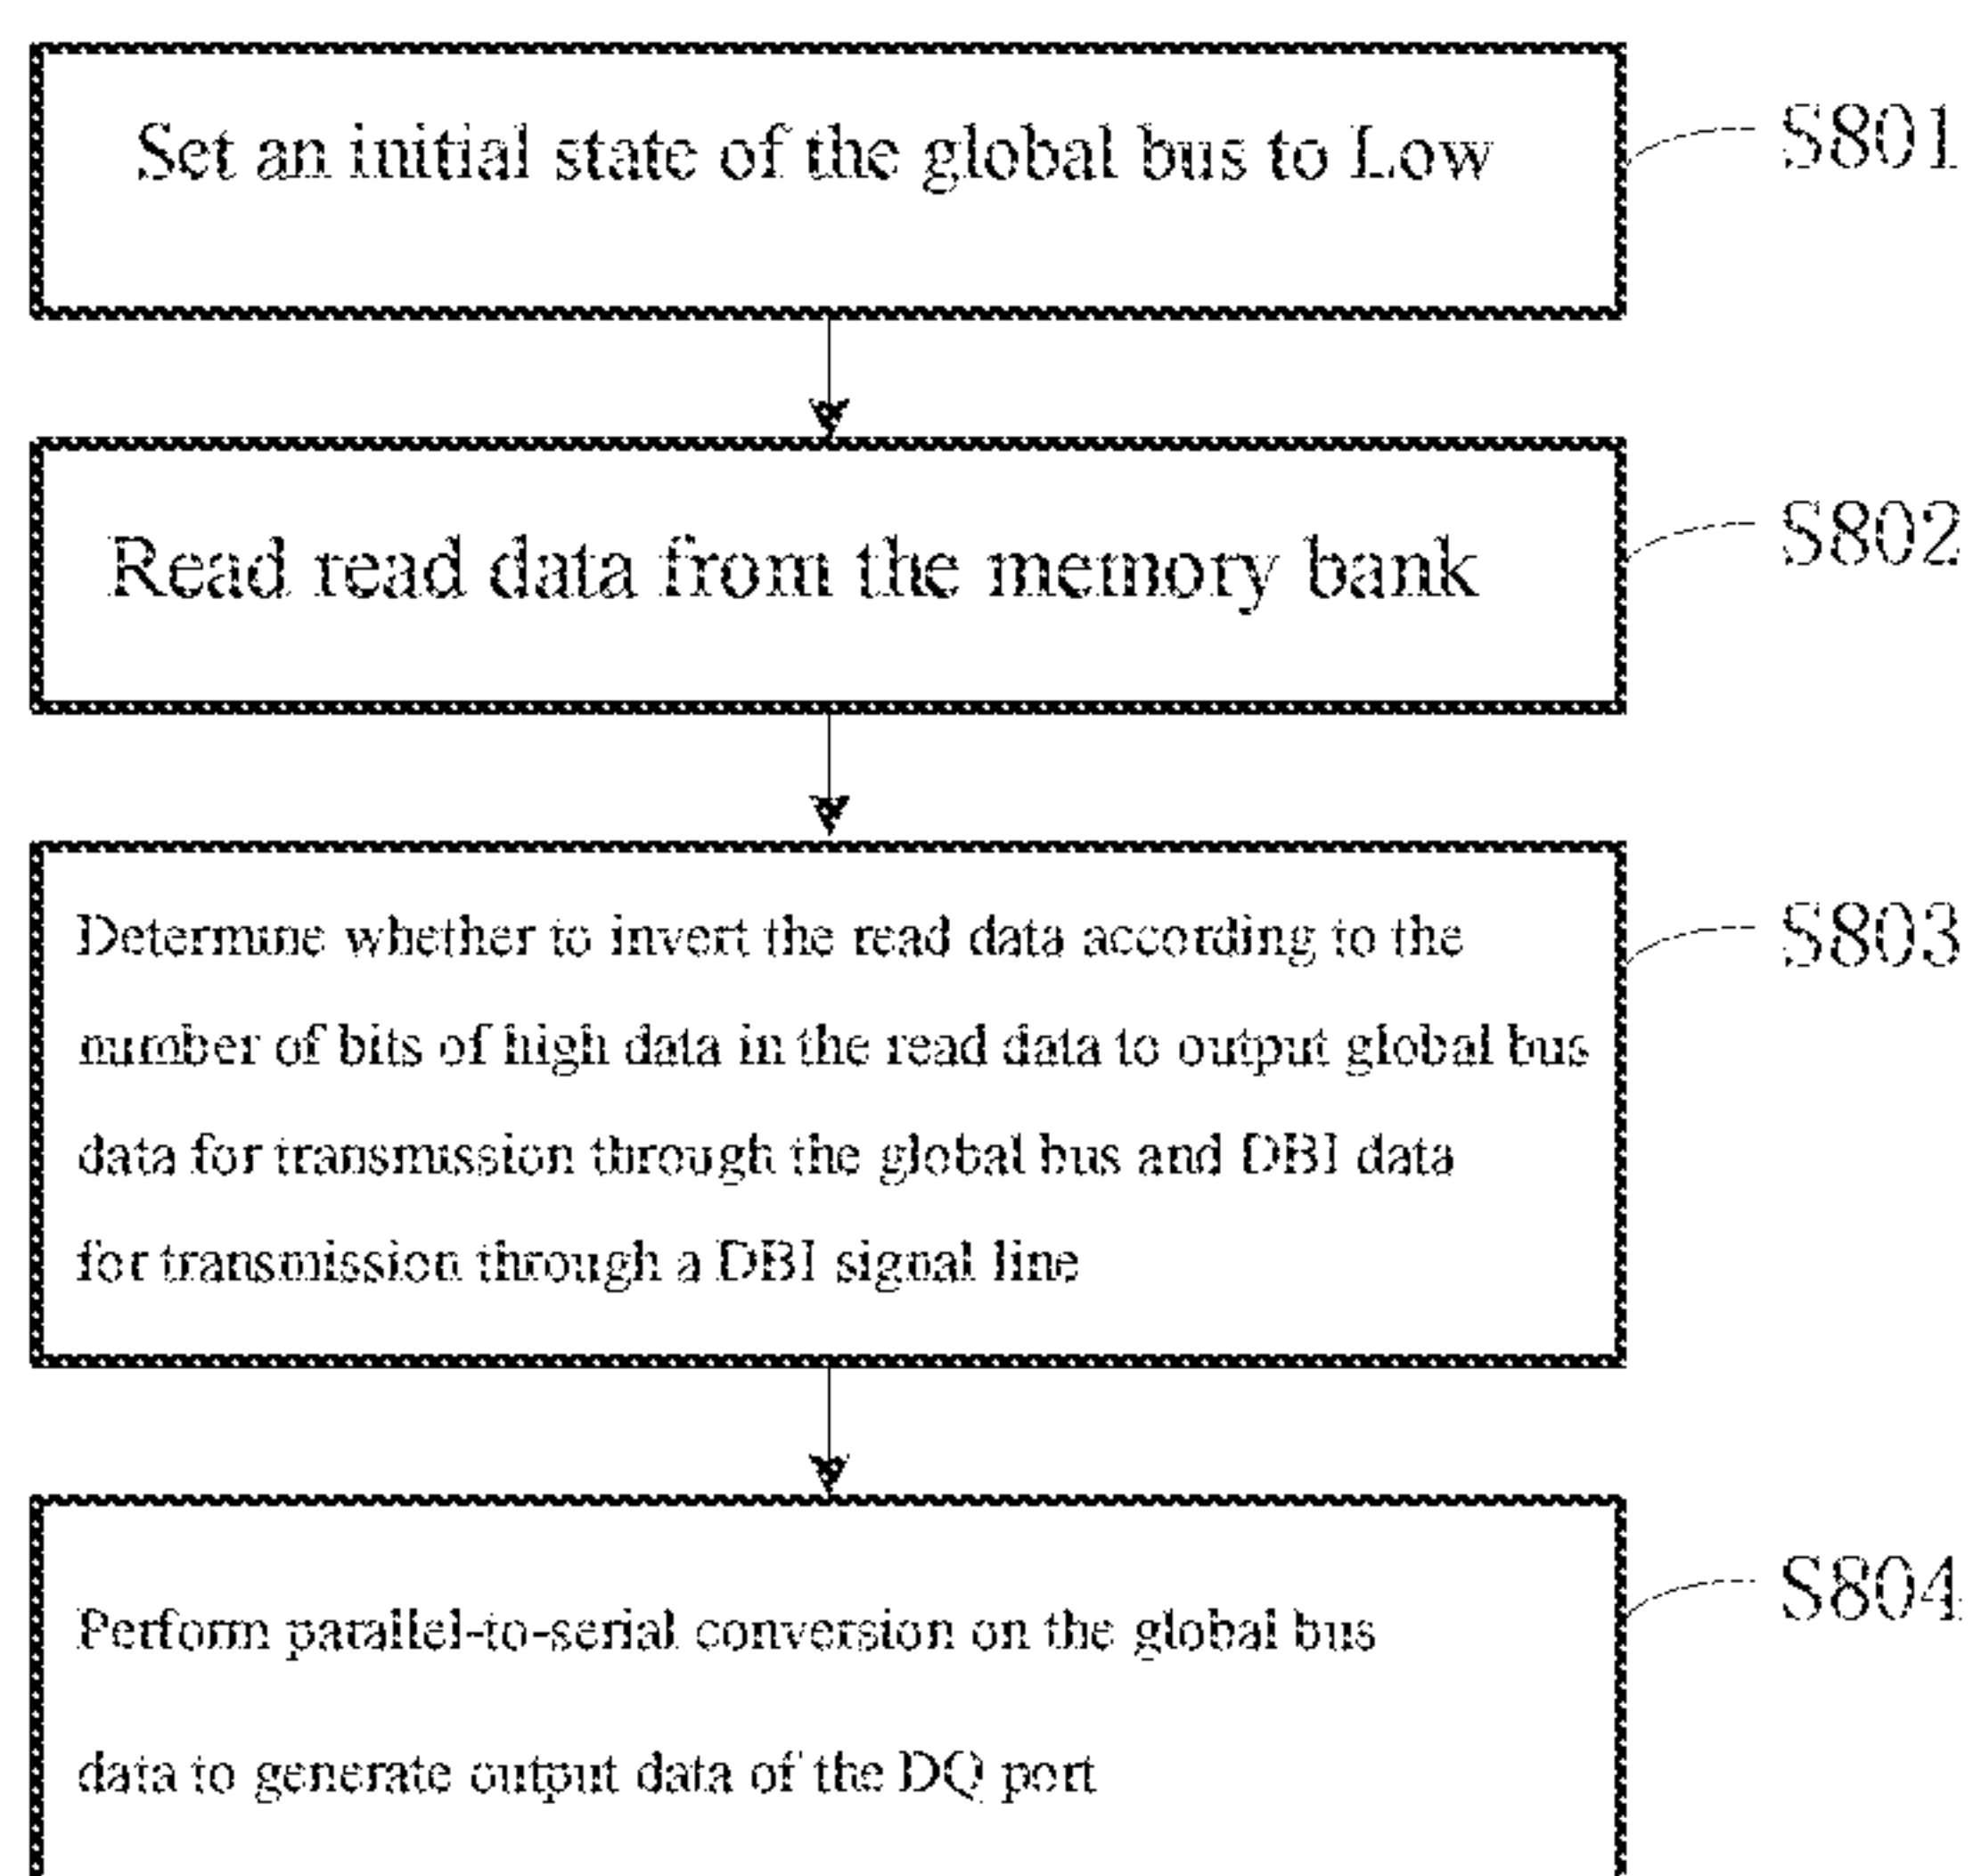 Set an initial state of the global bus to Low
S801
Read read data from the memory bank
S802
Determine whether to invert the read data according to the
number of bits of high data in the read data to output global bus
data for transmission through the global bus and DBI data
for transmission through a DBI signal line
S803
Perform parallel-to-serial conversion on the global bus
data to generate output data of the DQ port
S804